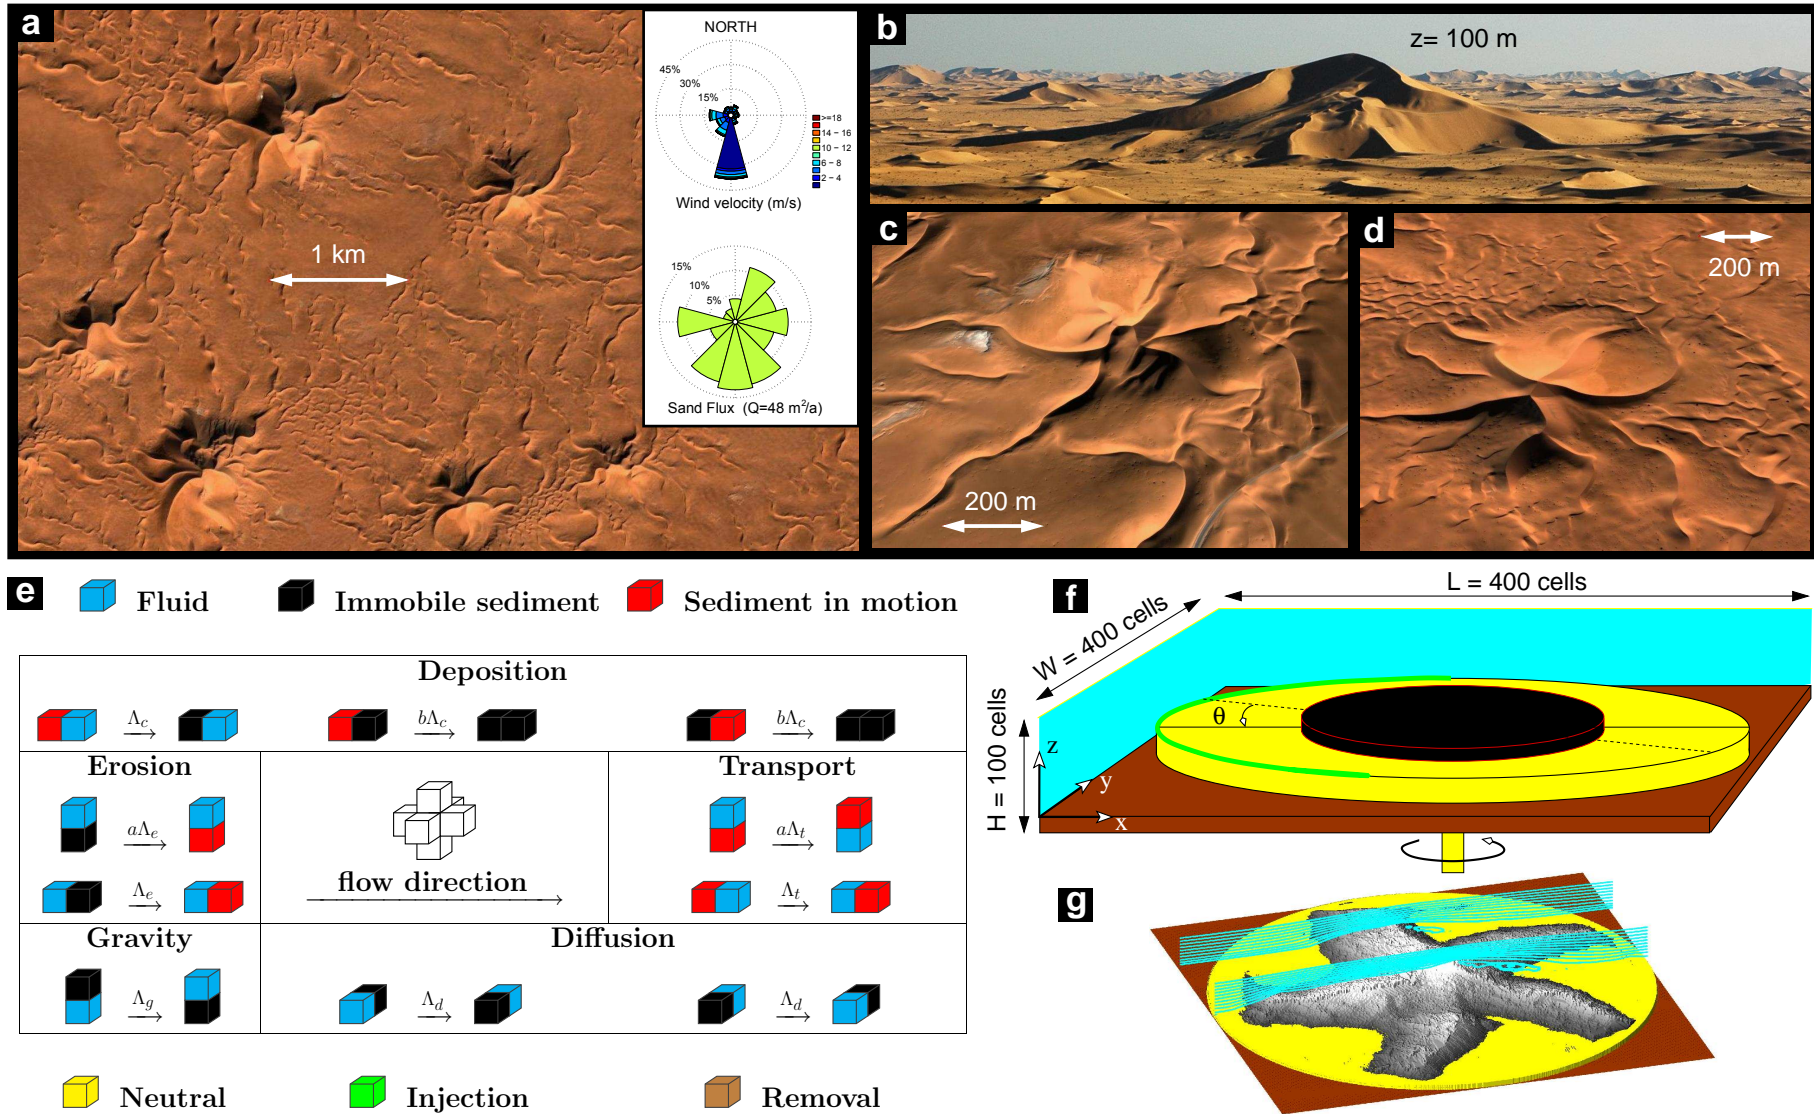 a
NORTH
45%
30%
15%
>=18
14 − 16
10 − 12
6 − 8
2 − 4
Wind velocity (m/s)
15%
10%
5%
Sand Flux (Q=48 m²/a)
1 km
b
z= 100 m
c
200 m
d
200 m
e
Fluid
Immobile sediment
Sediment in motion
Deposition
Λc
bΛc
bΛc
Erosion
aΛe
Λe
flow direction
Transport
aΛt
Λt
Gravity
Λg
Diffusion
Λd
Λd
Neutral
Injection
Removal
f
L = 400 cells
W = 400 cells
H = 100 cells
θ
z
y
x
g